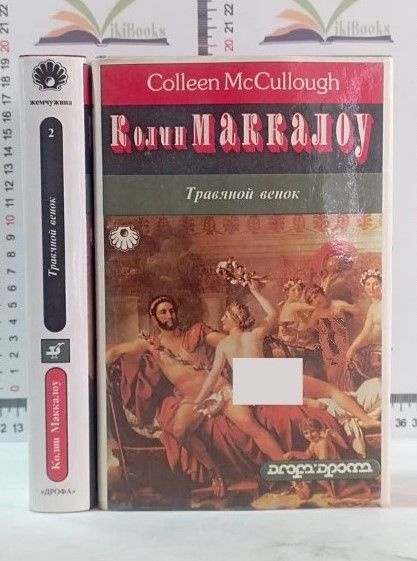 VikiBooks
VikiBooks
жемчужина
2
Травяной венок
Колин Маккалоу
«ДРОФА»
Colleen McCullough
Колин МАККАЛОУ
Травяной венок
дрофа·дрофа